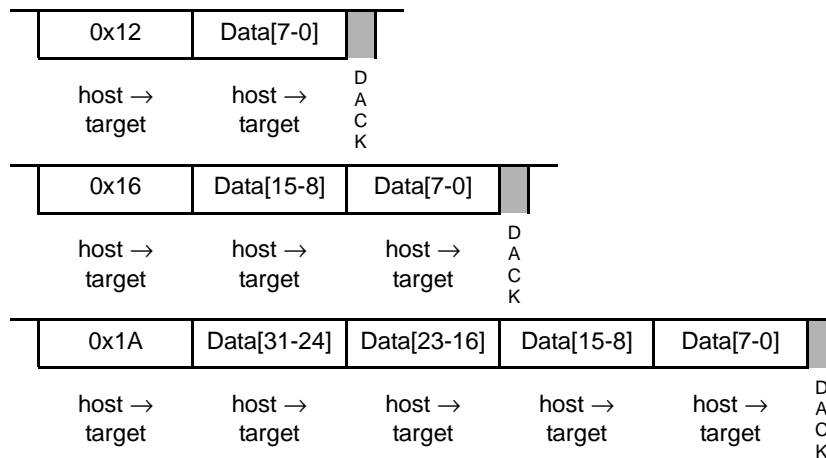 0x12 Data[7-0]
host → host →
target target
D
A
C
K
0x16 Data[15-8] Data[7-0]
host → host → host →
target target target
D
A
C
K
0x1A Data[31-24] Data[23-16] Data[15-8] Data[7-0]
host → host → host → host → host →
target target target target target
D
A
C
K